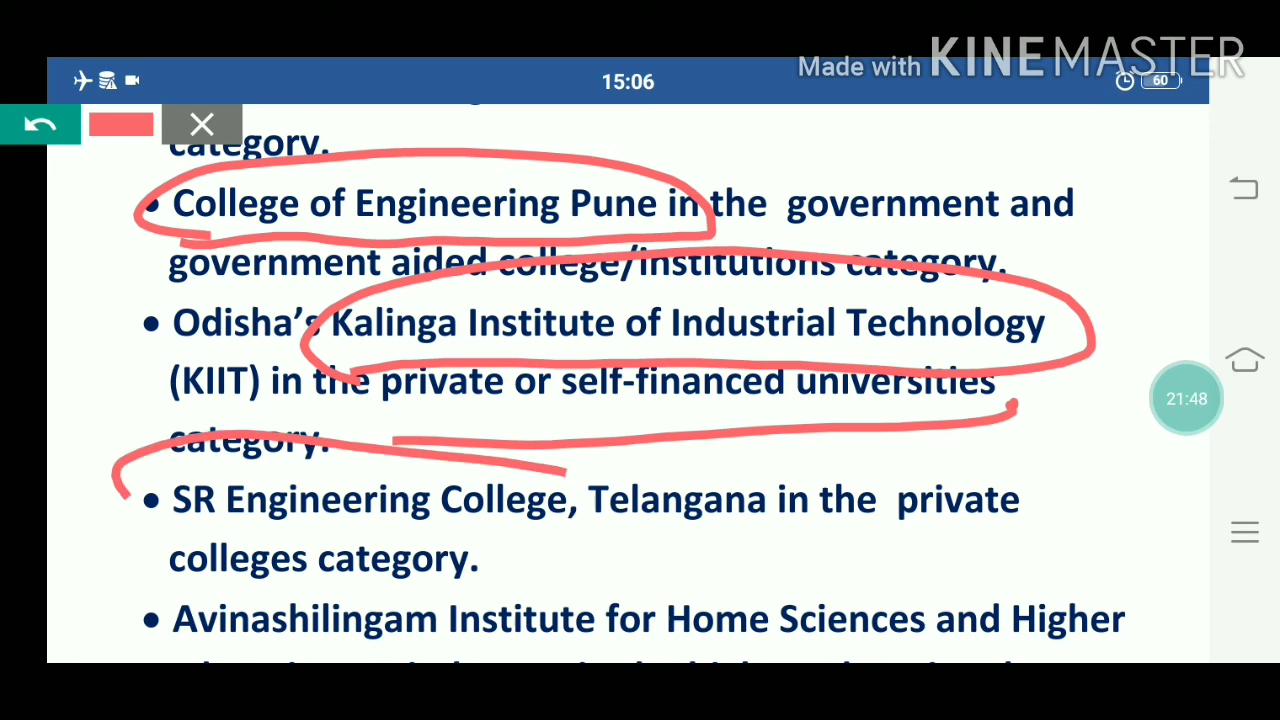 Made with KINEMASTER
15:06
60
category.
• College of Engineering Pune in the government and
government aided college/institutions category.
• Odisha's Kalinga Institute of Industrial Technology
(KIIT) in the private or self-financed universities
category.
21:48
• SR Engineering College, Telangana in the private
colleges category.
• Avinashilingam Institute for Home Sciences and Higher